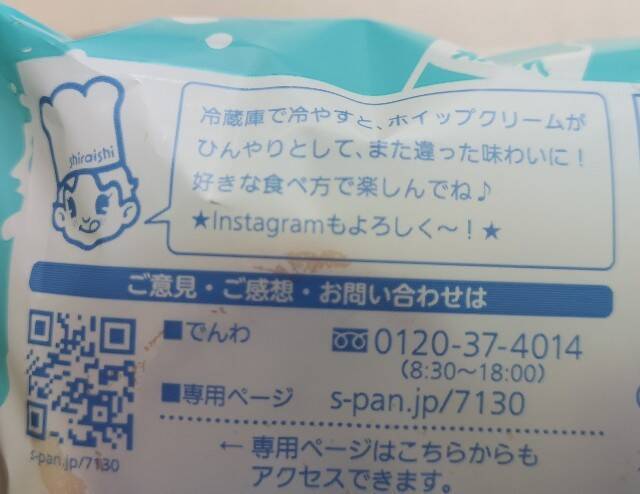 shiraishi
冷蔵庫で冷やすと、ホイップクリームが
ひんやりとして、また違った味わいに！
好きな食べ方で楽しんでね♪
★Instagramもよろしく～！★
ご意見・ご感想・お問い合わせは
■でんわ
0120-37-4014
（8:30～18:00）
■専用ページ
s-pan.jp/7130
s-pan.jp/7130
← 専用ページはこちらからも
アクセスできます。